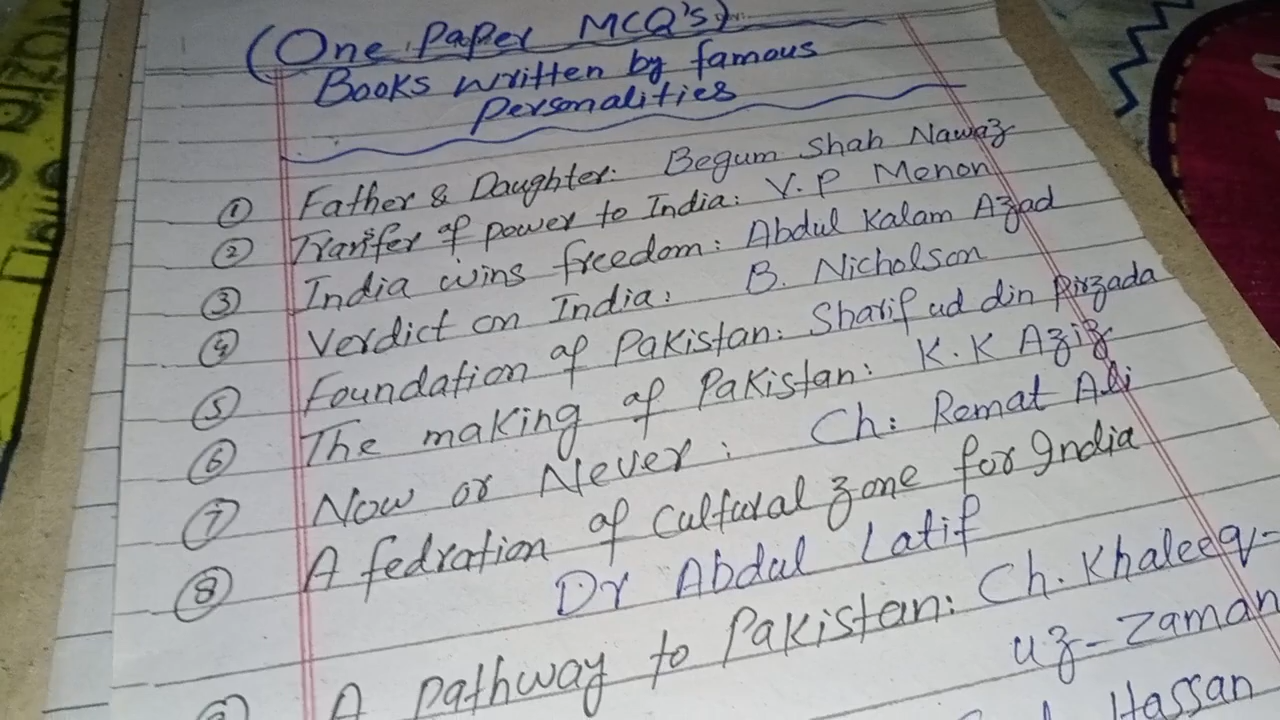 (One Paper MCQ's)
Books written by famous
personalities
① Father & Daughter: Begum Shah Nawaz
② Tranfer of power to India: V.P Menon
③ India wins freedom: Abdul Kalam Azad
④ Verdict on India: B. Nicholson
⑤ Foundation of Pakistan: Sharif ud din Pirzada
⑥ The making of Pakistan: K.K Aziz
⑦ Now or Never: Ch: Remat Ali
⑧ A fedration of Cultural zone for India
Dr Abdul Latif
A pathway to Pakistan: Ch. Khaleeq-
uz-Zaman
Hassan